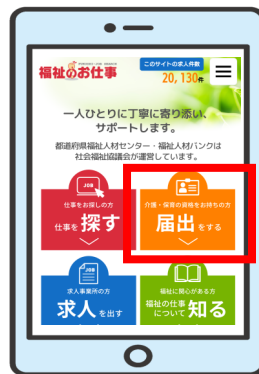 福祉のお仕事
このサイトの求人件数
20,130件
一人ひとりに丁寧に寄り添い、
サポートします。
都道府県福祉人材センター・福祉人材バンクは
社会福祉協議会が運営しています。
JOB
仕事をお探しの方
仕事を 探す
介護・保育の資格をお持ちの方
届出 をする
JOB
求人事業所の方
求人 を出す
福祉に関心がある方
福祉の仕事について 知る